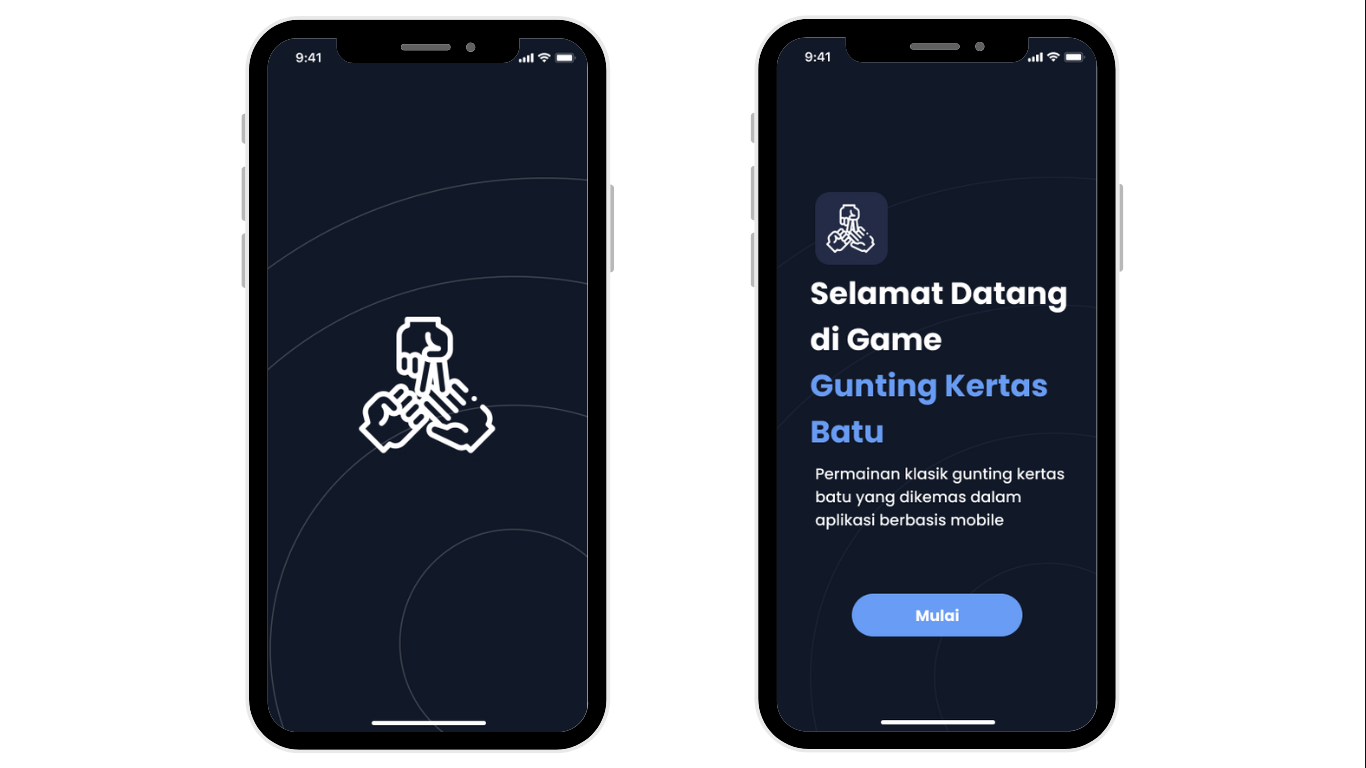 9:41
9:41
Selamat Datang
di Game
Gunting Kertas
Batu
Permainan klasik gunting kertas
batu yang dikemas dalam
aplikasi berbasis mobile
Mulai